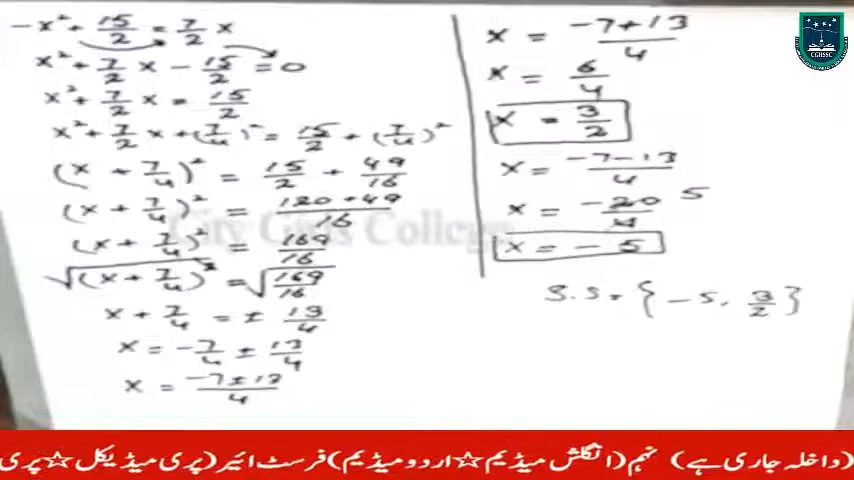 -x² + 15/2 = 7/2 x
x² + 7/2 x - 15/2 = 0
x² + 7/2 x = 15/2
x² + 7/2 x + (7/4)² = 15/2 + (7/4)²
(x + 7/4)² = 15/2 + 49/16
(x + 7/4)² = 120+49/16
(x + 7/4)² = 169/16
√(x + 7/4)² = √169/16
x + 7/4 = ± 13/4
x = -7/4 ± 13/4
x = -7±13/4
x = -7+13/4
x = 6/4
x = 3/2
x = -7-13/4
x = -20/4 5
x = -5
S.S = { -5, 3/2 }
City Girls College
CGHSSC
(داخلہ جاری ہے) نہم (انگلش میڈیم☆اردو میڈیم) فرسٹ ائیر (پری میڈیکل☆پری